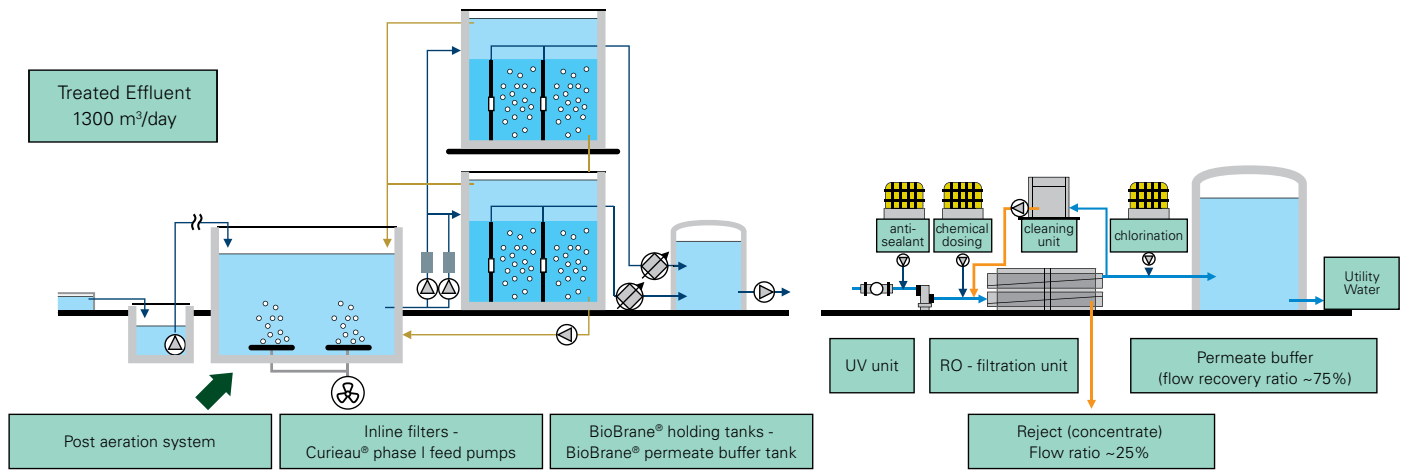 Treated Effluent
1300 m³/day
anti-
sealant
chemical
dosing
cleaning
unit
chlorination
Utility
Water
UV unit
RO - filtration unit
Permeate buffer
(flow recovery ratio ~75%)
Post aeration system
Inline filters -
Curieau® phase I feed pumps
BioBrane® holding tanks -
BioBrane® permeate buffer tank
Reject (concentrate)
Flow ratio ~25%